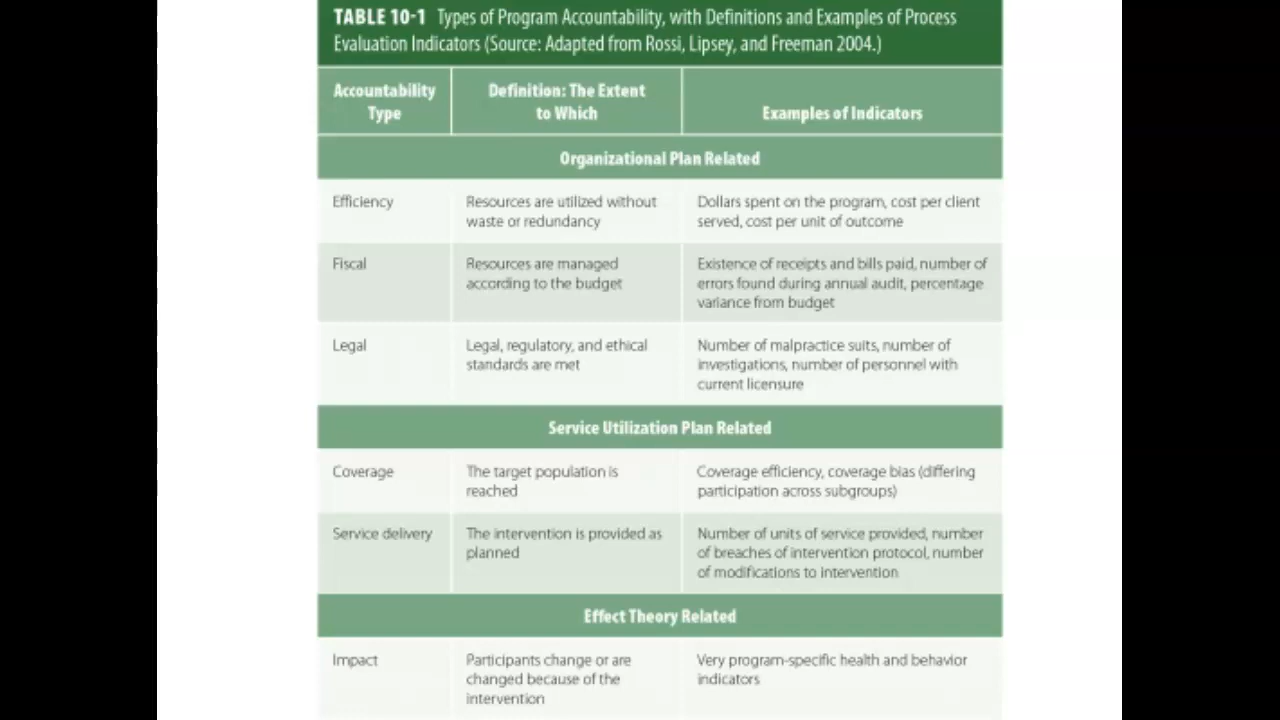 TABLE 10-1 Types of Program Accountability, with Definitions and Examples of Process
Evaluation Indicators (Source: Adapted from Rossi, Lipsey, and Freeman 2004.)
Accountability
Type
Definition: The Extent
to Which
Examples of Indicators
Organizational Plan Related
Efficiency
Resources are utilized without
waste or redundancy
Dollars spent on the program, cost per client
served, cost per unit of outcome
Fiscal
Resources are managed
according to the budget
Existence of receipts and bills paid, number of
errors found during annual audit, percentage
variance from budget
Legal
Legal, regulatory, and ethical
standards are met
Number of malpractice suits, number of
investigations, number of personnel with
current licensure
Service Utilization Plan Related
Coverage
The target population is
reached
Coverage efficiency, coverage bias (differing
participation across subgroups)
Service delivery
The intervention is provided as
planned
Number of units of service provided, number
of breaches of intervention protocol, number
of modifications to intervention
Effect Theory Related
Impact
Participants change or are
changed because of the
intervention
Very program-specific health and behavior
indicators